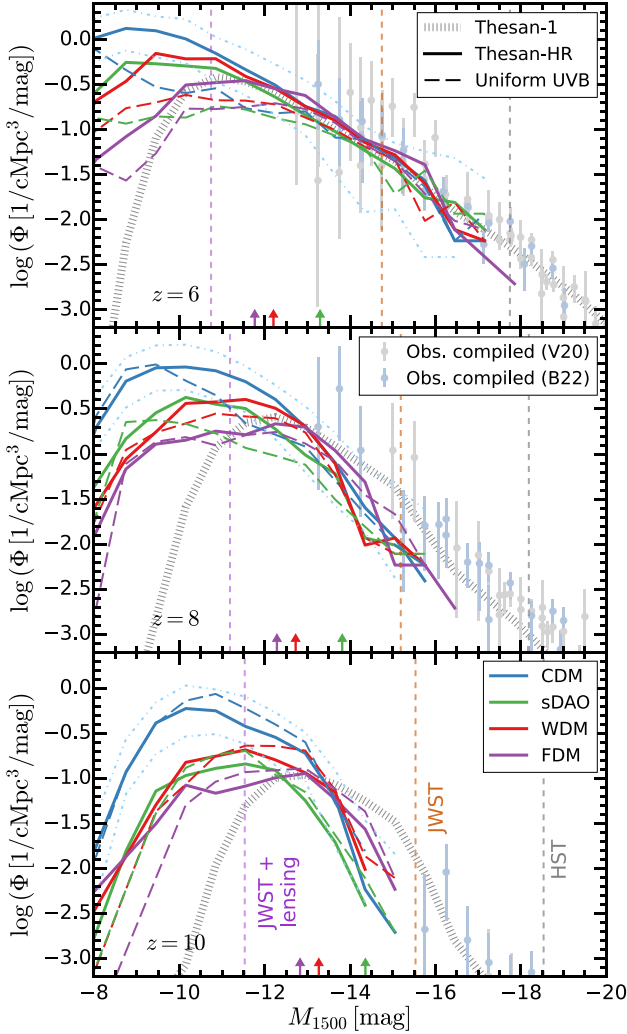 0.0
−0.5
−1.0
−1.5
−2.0
−2.5
−3.0
log (Φ [1/cMpc³/mag])
Thesan-1
Thesan-HR
Uniform UVB
z = 6
0.0
−0.5
−1.0
−1.5
−2.0
−2.5
−3.0
log (Φ [1/cMpc³/mag])
Obs. compiled (V20)
Obs. compiled (B22)
z = 8
0.0
−0.5
−1.0
−1.5
−2.0
−2.5
−3.0
log (Φ [1/cMpc³/mag])
CDM
sDAO
WDM
FDM
JWST +
lensing
JWST
HST
z = 10
−8
−10
−12
−14
−16
−18
−20
M₁₅₀₀ [mag]